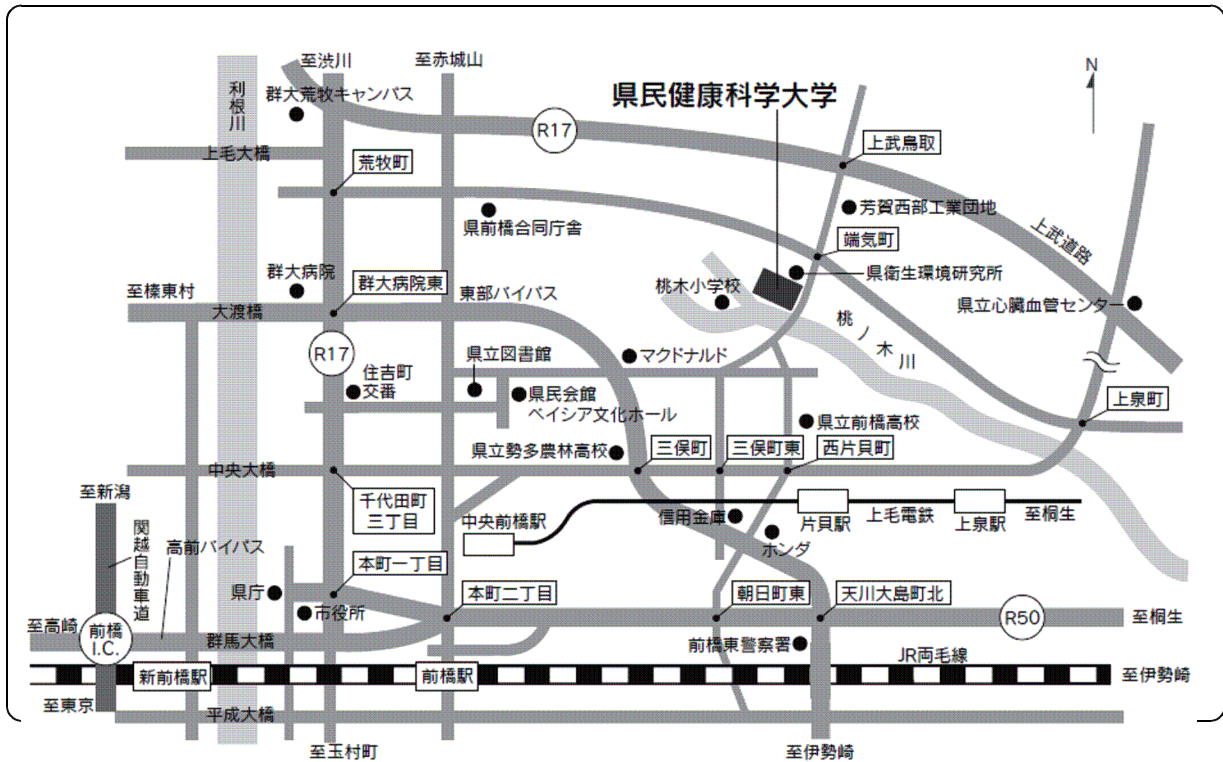 至渋川
至赤城山
N
利根川
群大荒牧キャンパス
県民健康科学大学
R17
上毛大橋
荒牧町
上武鳥取
芳賀西部工業団地
県前橋合同庁舎
端気町
上武道路
群大病院
群大病院東
県衛生環境研究所
至榛東村
大渡橋
東部バイパス
桃木小学校
県立心臓血管センター
桃ノ木川
R17
県立図書館
マクドナルド
住吉町
交番
県民会館
ベイシア文化ホール
上泉町
県立前橋高校
県立勢多農林高校
三俣町
三俣町東
西片貝町
中央大橋
至新潟
千代田町
三丁目
中央前橋駅
信用金庫
片貝駅
上毛電鉄
上泉駅
至桐生
関越自動車道
高前バイパス
ホンダ
本町一丁目
県庁
市役所
本町二丁目
朝日町東
天川大島町北
R50
至桐生
至高崎
前橋
I.C.
群馬大橋
前橋東警察署
JR両毛線
新前橋駅
前橋駅
至伊勢崎
至東京
平成大橋
至玉村町
至伊勢崎